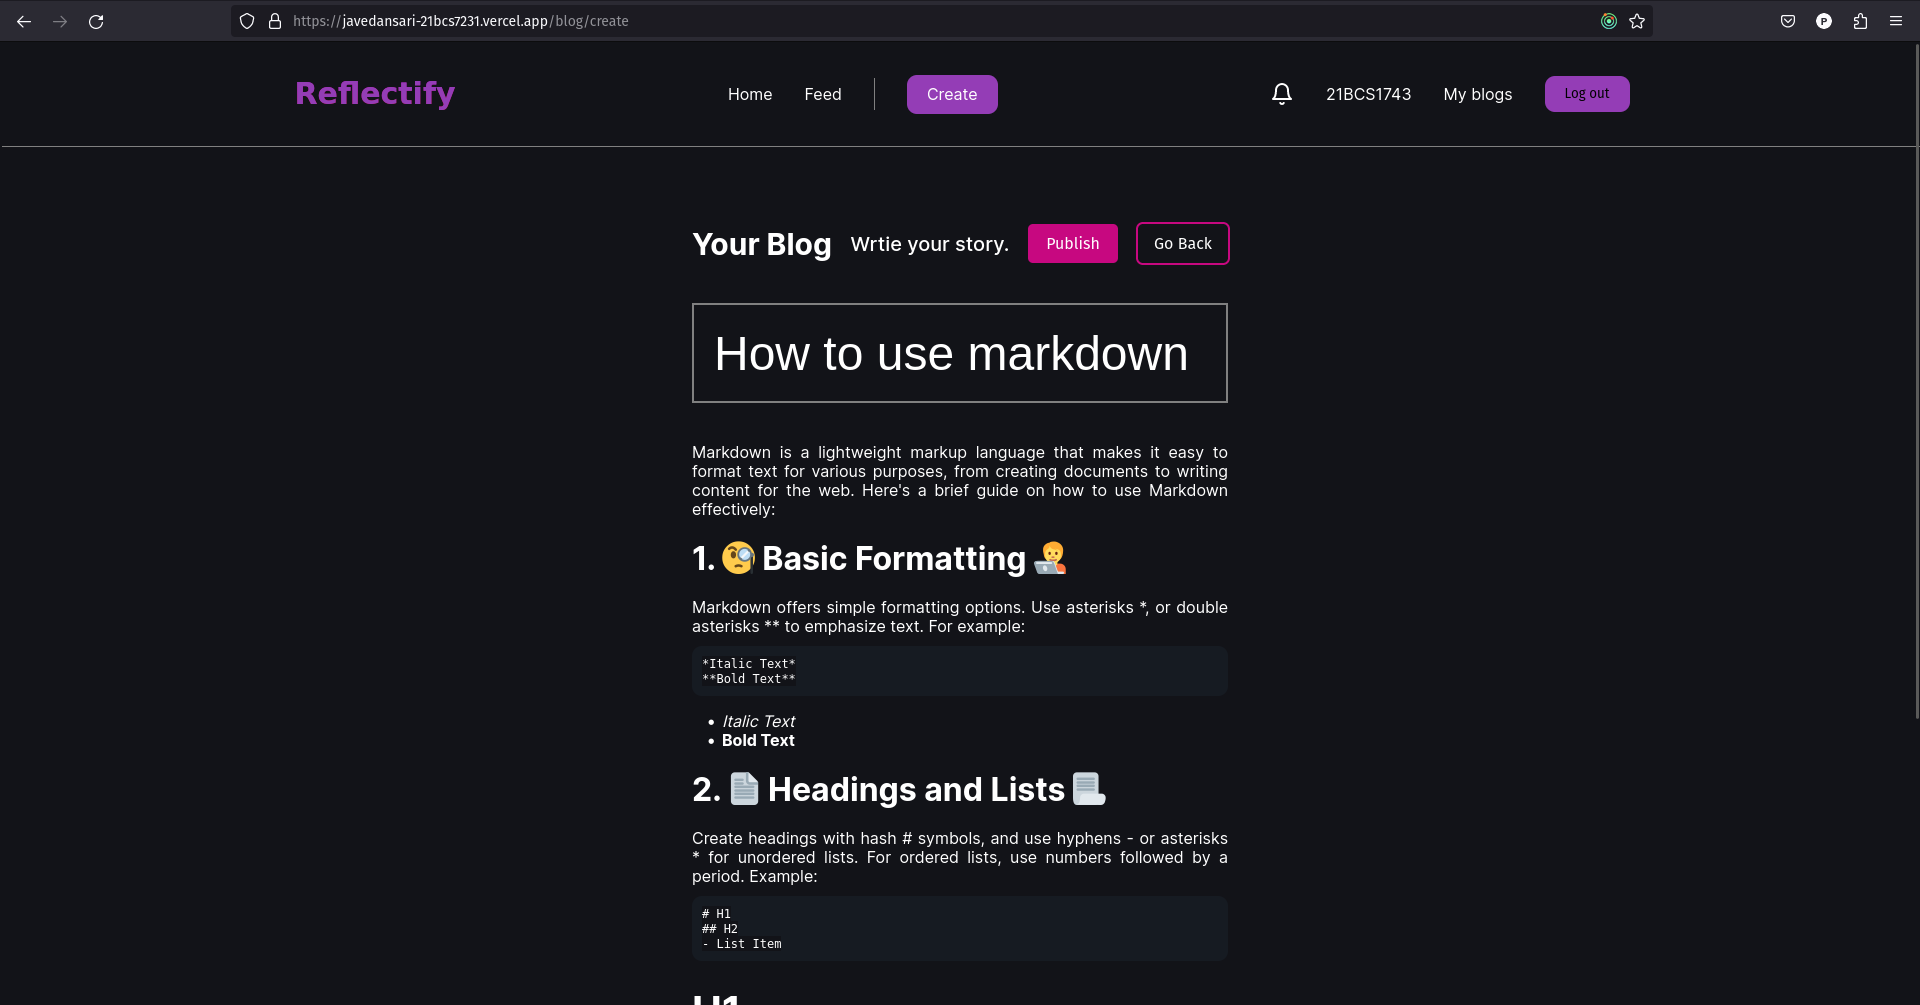 https://javedansari-21bcs7231.vercel.app/blog/create
P
Reflectify
Home Feed Create
21BCS1743 My blogs Log out
Your Blog Wrtie your story. Publish Go Back
How to use markdown
Markdown is a lightweight markup language that makes it easy to
format text for various purposes, from creating documents to writing
content for the web. Here's a brief guide on how to use Markdown
effectively:
1. 🧐 Basic Formatting 🧑‍💻
Markdown offers simple formatting options. Use asterisks *, or double
asterisks ** to emphasize text. For example:
*Italic Text*
**Bold Text**
• Italic Text
• Bold Text
2. 📄 Headings and Lists 📃
Create headings with hash # symbols, and use hyphens - or asterisks
* for unordered lists. For ordered lists, use numbers followed by a
period. Example:
# H1
## H2
- List Item
H1